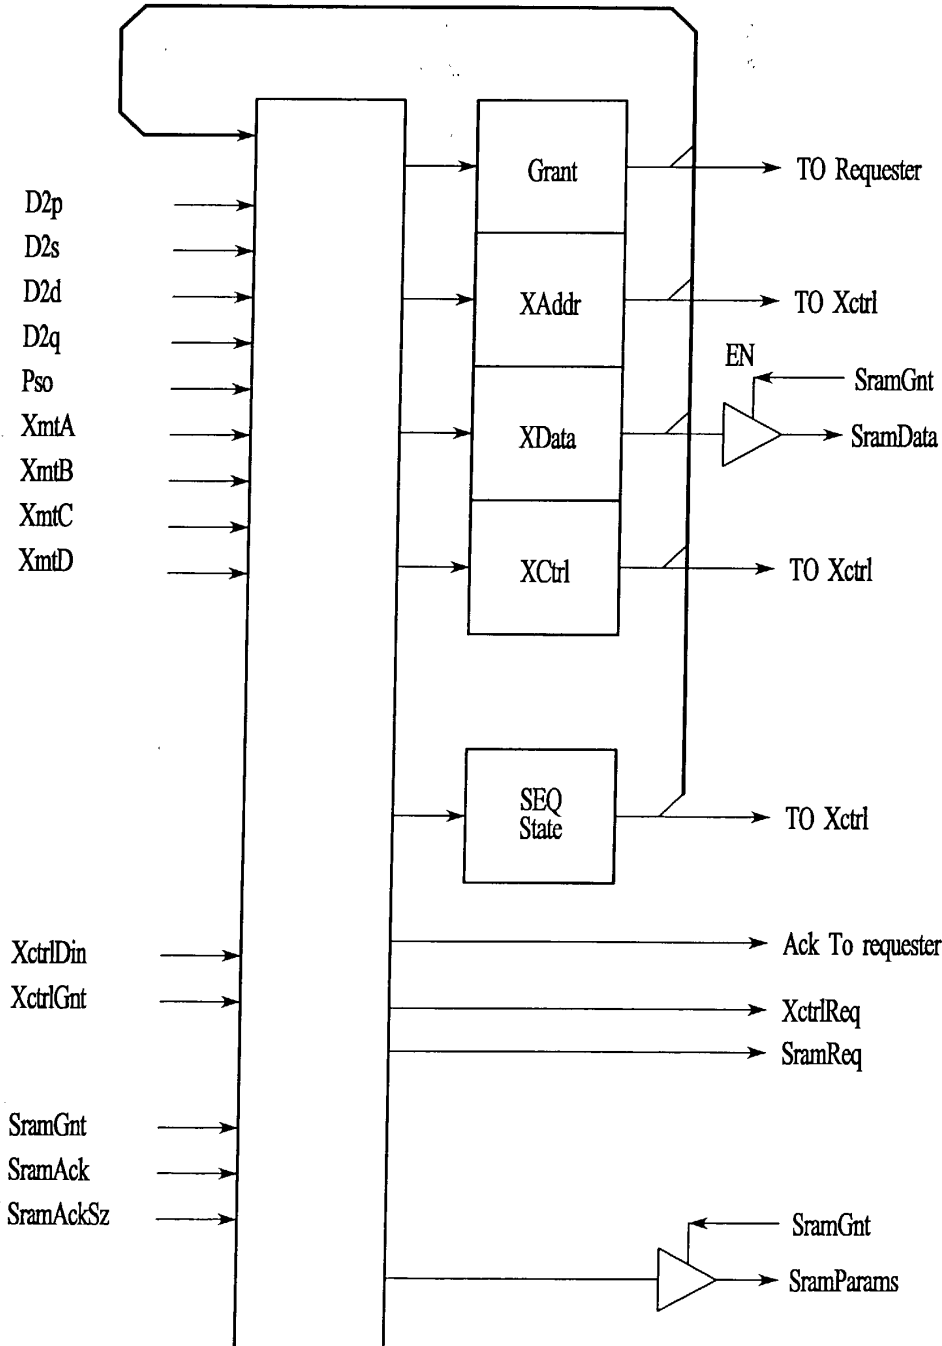 Grant
TO Requester
D2p
D2s
D2d
XAddr
TO Xctrl
D2q
EN
Pso
SramGnt
XmtA
XData
SramData
XmtB
XmtC
XmtD
XCtrl
TO Xctrl
SEQ
State
TO Xctrl
XctrlDin
Ack To requester
XctrlGnt
XctrlReq
SramReq
SramGnt
SramAck
SramAckSz
SramGnt
SramParams